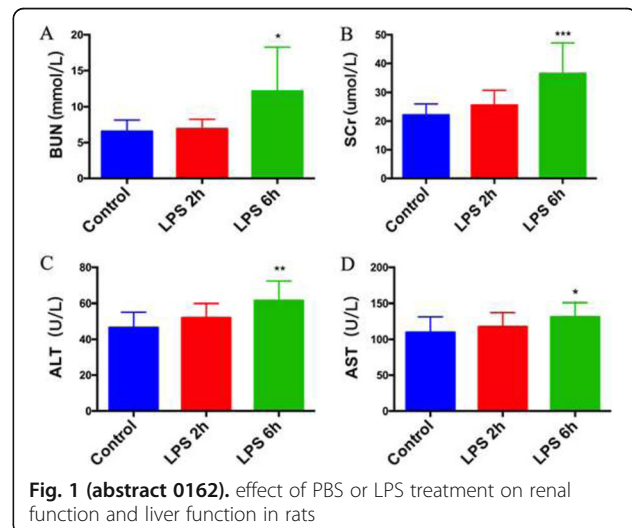 A
BUN (mmol/L)
20
15
10
5
0
Control
LPS 2h
LPS 6h
*
B
SCr (umol/L)
50
40
30
20
10
0
Control
LPS 2h
LPS 6h
***
C
ALT (U/L)
80
60
40
20
0
Control
LPS 2h
LPS 6h
**
D
AST (U/L)
200
150
100
50
0
Control
LPS 2h
LPS 6h
*
Fig. 1 (abstract 0162). effect of PBS or LPS treatment on renal
function and liver function in rats